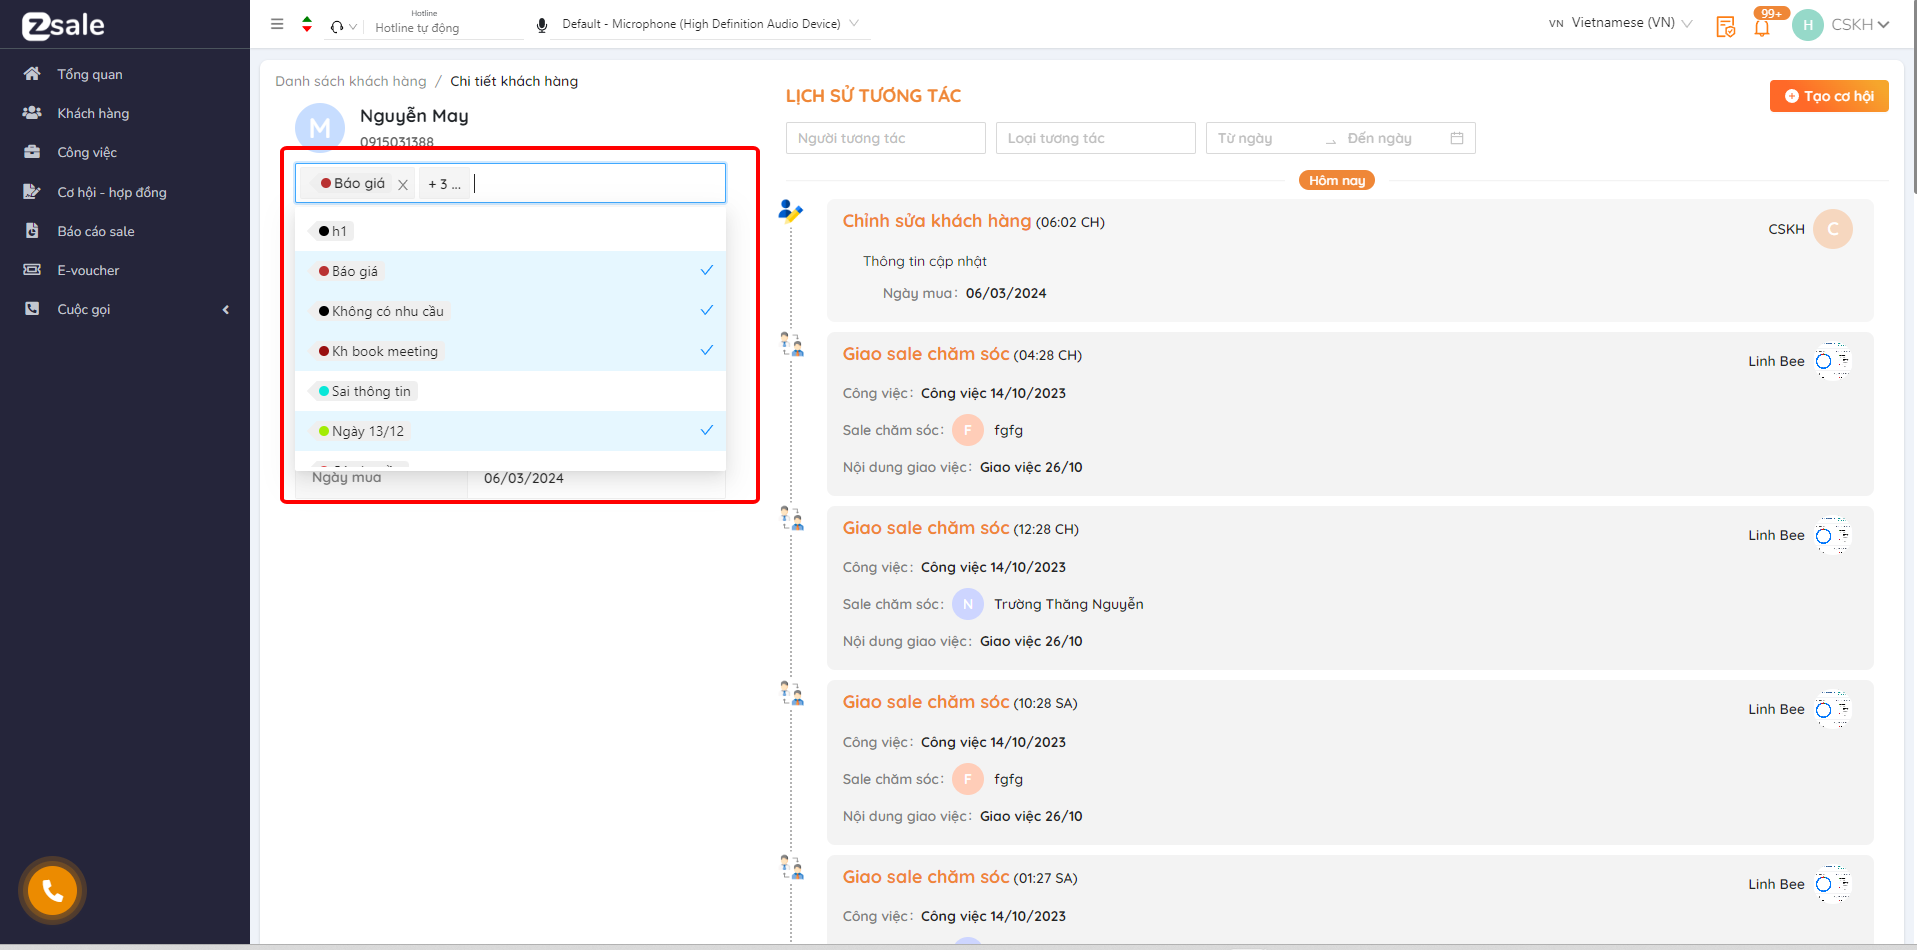 Zsale
Tổng quan
Khách hàng
Công việc
Cơ hội - hợp đồng
Báo cáo sale
E-voucher
Cuộc gọi
Hotline
Hotline tự động
Default - Microphone (High Definition Audio Device)
VN Vietnamese (VN)
99+
H
CSKH
Danh sách khách hàng / Chi tiết khách hàng
M
Nguyễn May
0915031388
Báo giá
+ 3 ...
h1
Báo giá
Không có nhu cầu
Kh book meeting
Sai thông tin
Ngày 13/12
Ngày mua
06/03/2024
LỊCH SỬ TƯƠNG TÁC
Tạo cơ hội
Người tương tác
Loại tương tác
Từ ngày
Đến ngày
Hôm nay
Chỉnh sửa khách hàng (06:02 CH)
CSKH
C
Thông tin cập nhật
Ngày mua: 06/03/2024
Giao sale chăm sóc (04:28 CH)
Linh Bee
Công việc: Công việc 14/10/2023
Sale chăm sóc: F fgfg
Nội dung giao việc: Giao việc 26/10
Giao sale chăm sóc (12:28 CH)
Linh Bee
Công việc: Công việc 14/10/2023
Sale chăm sóc: N Trường Thăng Nguyễn
Nội dung giao việc: Giao việc 26/10
Giao sale chăm sóc (10:28 SA)
Linh Bee
Công việc: Công việc 14/10/2023
Sale chăm sóc: F fgfg
Nội dung giao việc: Giao việc 26/10
Giao sale chăm sóc (01:27 SA)
Linh Bee
Công việc: Công việc 14/10/2023